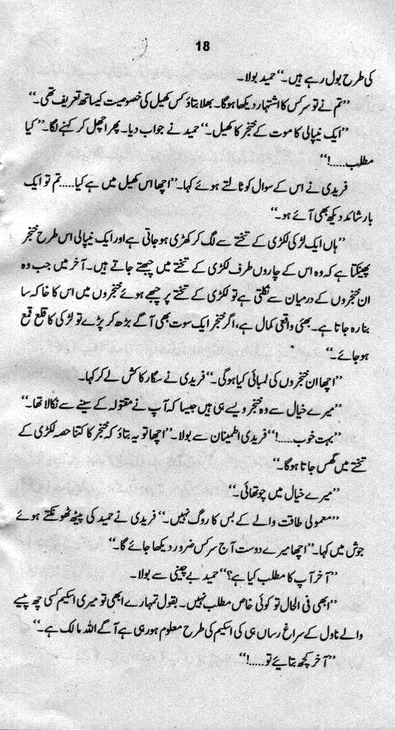 18
کی طرح بول رہے ہیں۔“ حمید بولا۔
”تم نے تو سرکس کا اشتہار دیکھا ہوگا۔ بھلا بتاؤ کس کھیل کی خصوصیت کیساتھ تعریف تھی۔“
”ایک نیپالی کا موت کے خنجر کا کھیل۔“ حمید نے جواب دیا۔ پھر اچھل کر کہنے لگا۔ ”کیا
مطلب.....!“
فریدی نے اس کے سوال کو ٹالتے ہوئے کہا۔ ”اچھا اس کھیل میں ہے کیا.....تم تو ایک
بار شائد دیکھ بھی آئے ہو۔“
”ہاں ایک لڑکی لکڑی کے تختے سے لگ کر کھڑی ہوجاتی ہے اور ایک نیپالی اس طرح خنجر
پھینکتا ہے کہ وہ اس کے چاروں طرف لکڑی کے تختے میں چبھتے جاتے ہیں۔ آخر میں جب وہ
ان خنجروں کے درمیان سے نکلتی ہے تو لکڑی کے تختے پر چبھے ہوئے خنجروں میں اس کا خاکہ سا
بنا رہ جاتا ہے۔ بھئی واقعی کمال ہے، اگر خنجر ایک سوت بھی آگے بڑھ کر پڑے تو لڑکی کا قلع قمع
ہوجائے۔“
”اچھا ان خنجروں کی لمبائی کیا ہوگی۔“ فریدی نے سگار کا کش لے کر کہا۔
”میرے خیال سے وہ خنجر ویسے ہی ہیں جیسا کہ آپ نے مقتولہ کے سینے سے نکالا تھا۔“
”بہت خوب.....!“ فریدی اطمینان سے بولا۔ ”اچھا تو یہ بتاؤ کہ خنجر کا کتنا حصہ لکڑی کے
تختے میں گھس جاتا ہوگا۔“
”میرے خیال میں چوتھائی۔“
”معمولی طاقت والے کے بس کا روگ نہیں۔“ فریدی نے حمید کی پیٹھ ٹھونکتے ہوئے
جوش میں کہا۔ ”اچھا میرے دوست آج سرکس ضرور دیکھا جائے گا۔“
”آخر آپ کا مطلب کیا ہے؟“ حمید بے چینی سے بولا۔
”ابھی فی الحال تو کوئی خاص مطلب نہیں۔ بقول تمہارے ابھی تو میری اسکیم کسی چھ پیسے
والے ناول کے سراغ رساں ہی کی اسکیم کی طرح معلوم ہورہی ہے آگے اللہ مالک ہے۔“
”آخر کچھ بتائیے تو.....!“